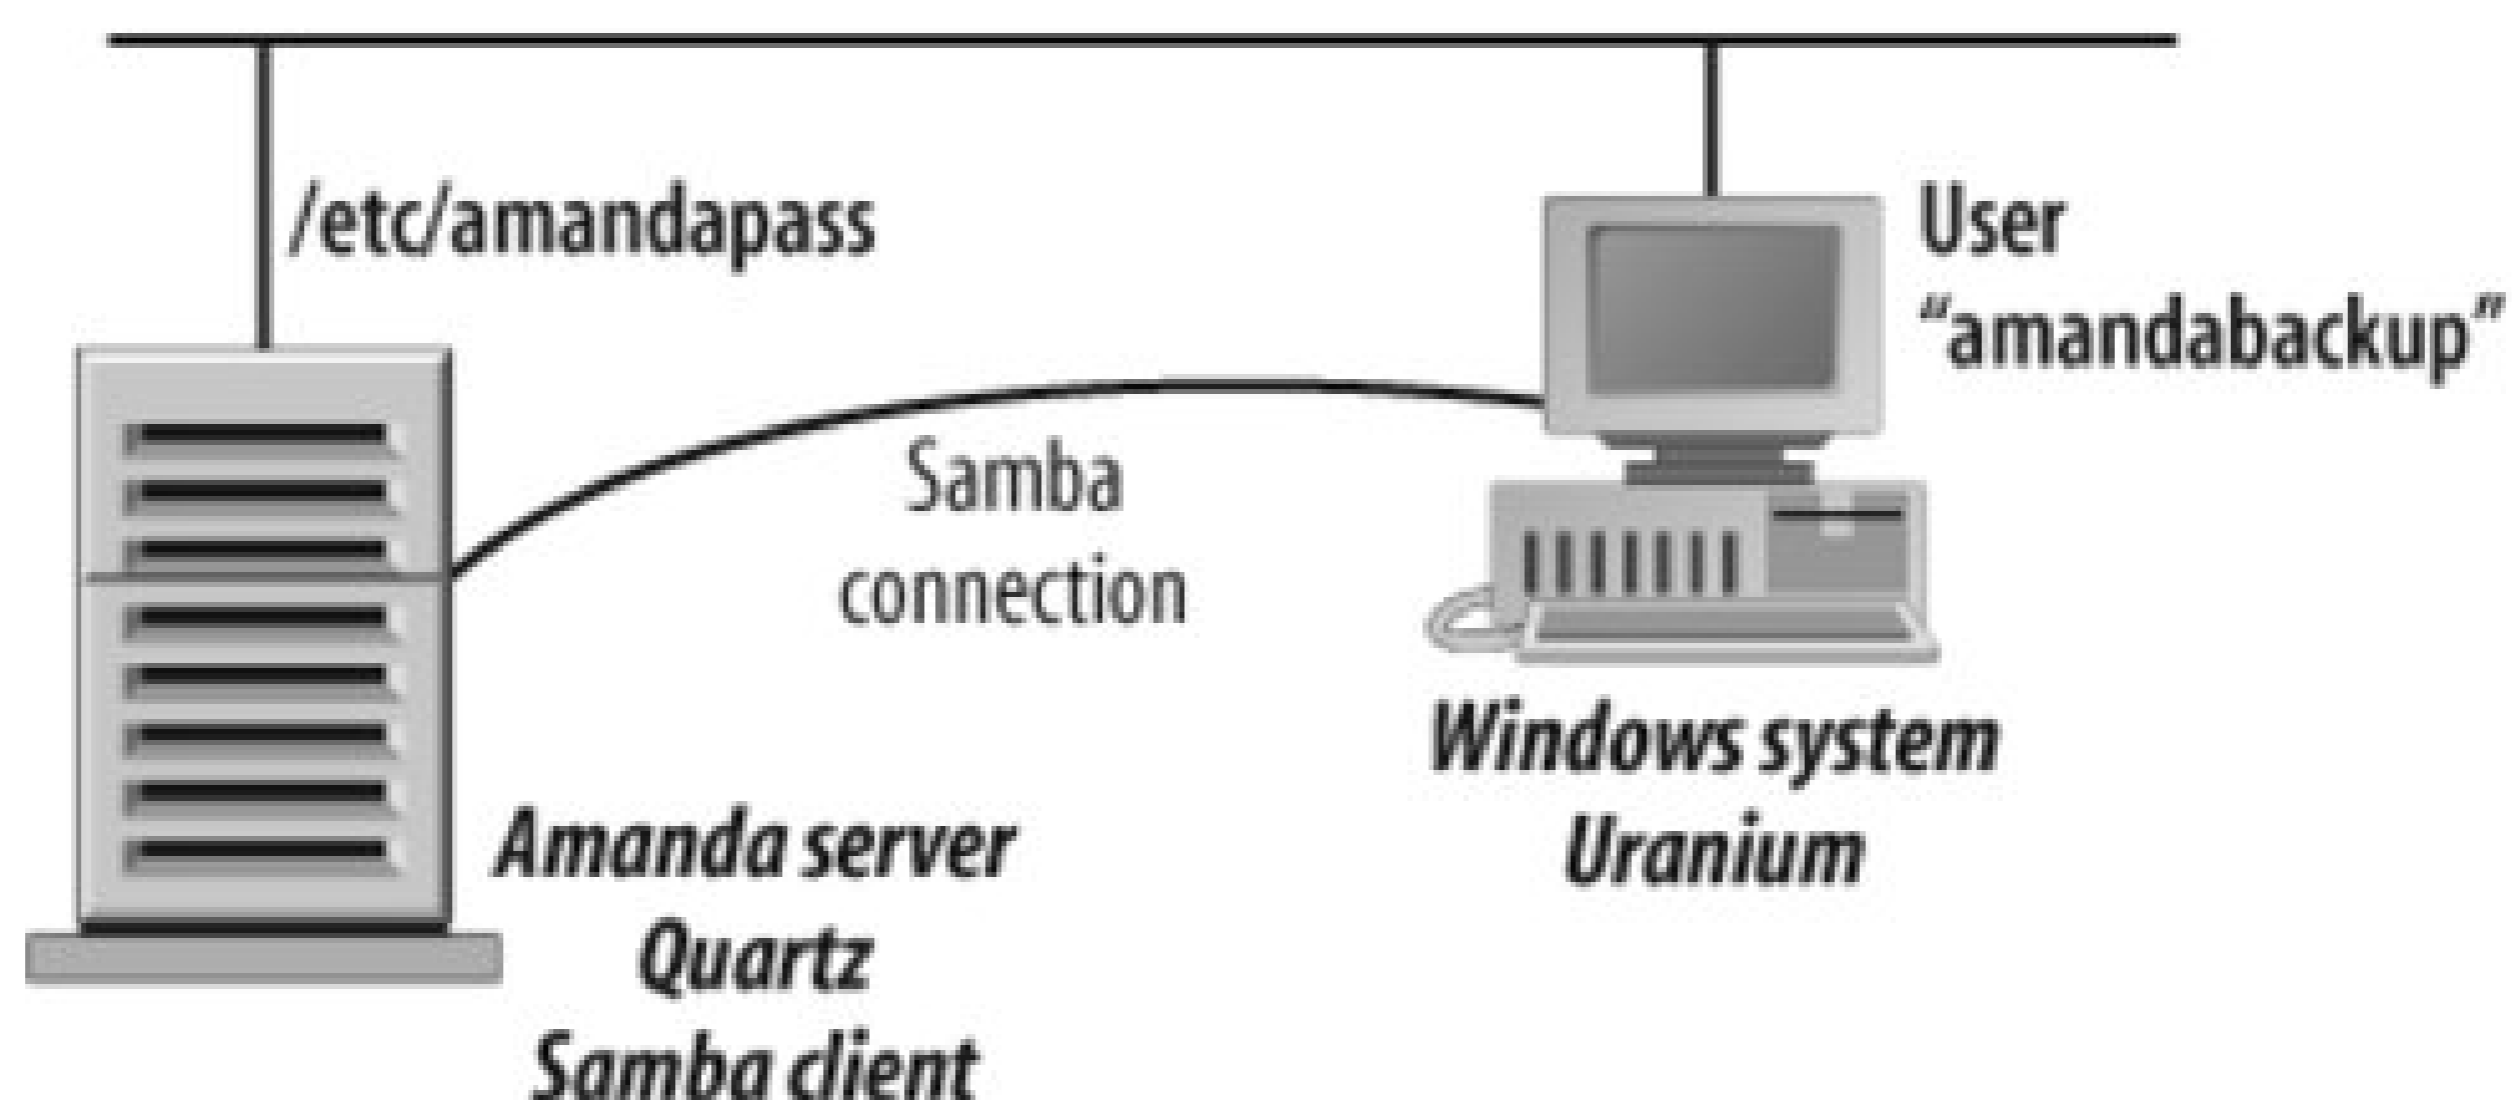 /etc/amandapass
User
“amandabackup”
Samba
connection
Windows system
Uranium
Amanda server
Quartz
Samba client